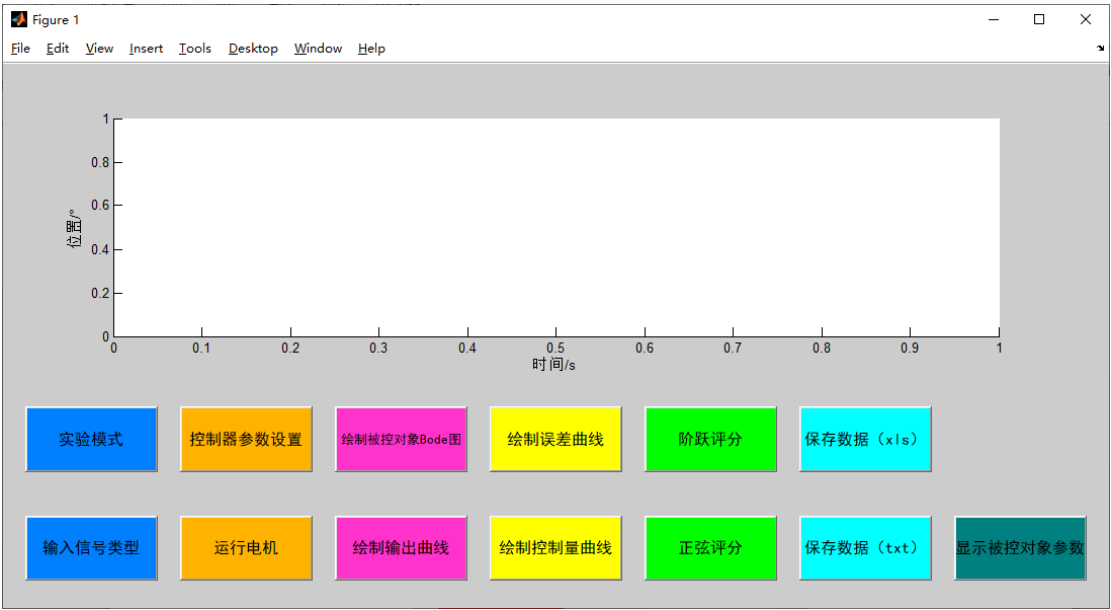 Figure 1
File Edit View Insert Tools Desktop Window Help
1
0.8
0.6
0.4
0.2
0
位置/°
0 0.1 0.2 0.3 0.4 0.5 0.6 0.7 0.8 0.9 1
时间/s
实验模式 控制器参数设置 绘制被控对象Bode图 绘制误差曲线 阶跃评分 保存数据（xls）
输入信号类型 运行电机 绘制输出曲线 绘制控制量曲线 正弦评分 保存数据（txt） 显示被控对象参数